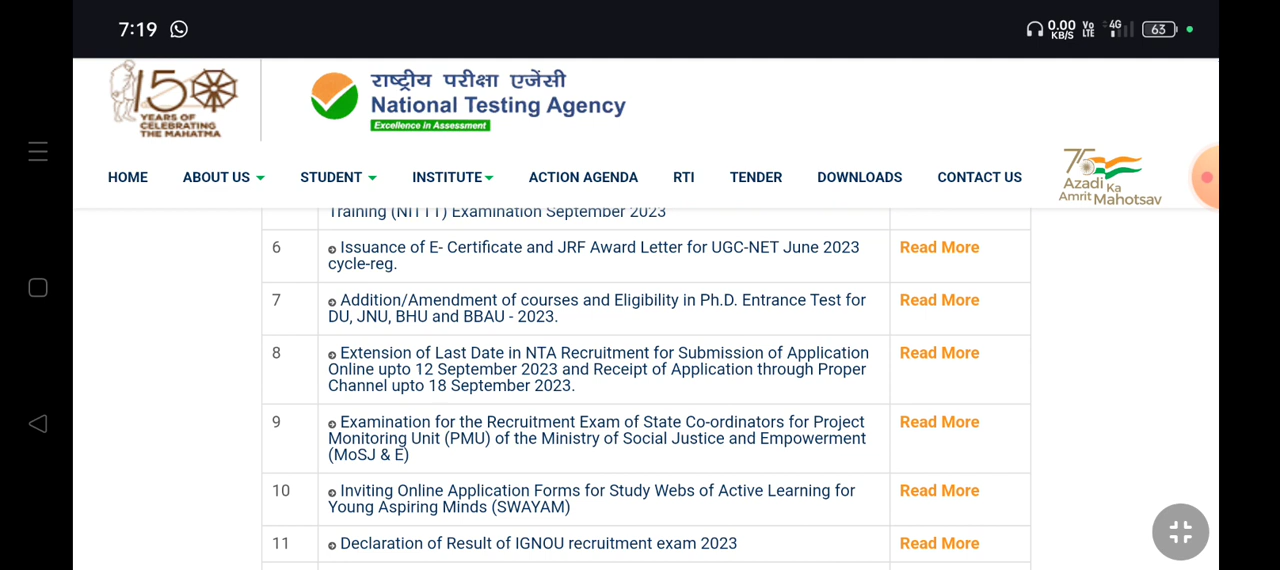 7:19
0.00 KB/S Vo LTE 4G 63
150
YEARS OF
CELEBRATING
THE MAHATMA
राष्ट्रीय परीक्षा एजेंसी
National Testing Agency
Excellence in Assessment
HOME ABOUT US STUDENT INSTITUTE ACTION AGENDA RTI TENDER DOWNLOADS CONTACT US
75
Azadi Ka
Amrit Mahotsav
Training (NITTT) Examination September 2023
6 Issuance of E- Certificate and JRF Award Letter for UGC-NET June 2023 Read More
cycle-reg.
7 Addition/Amendment of courses and Eligibility in Ph.D. Entrance Test for Read More
DU, JNU, BHU and BBAU - 2023.
8 Extension of Last Date in NTA Recruitment for Submission of Application Read More
Online upto 12 September 2023 and Receipt of Application through Proper
Channel upto 18 September 2023.
9 Examination for the Recruitment Exam of State Co-ordinators for Project Read More
Monitoring Unit (PMU) of the Ministry of Social Justice and Empowerment
(MoSJ & E)
10 Inviting Online Application Forms for Study Webs of Active Learning for Read More
Young Aspiring Minds (SWAYAM)
11 Declaration of Result of IGNOU recruitment exam 2023 Read More